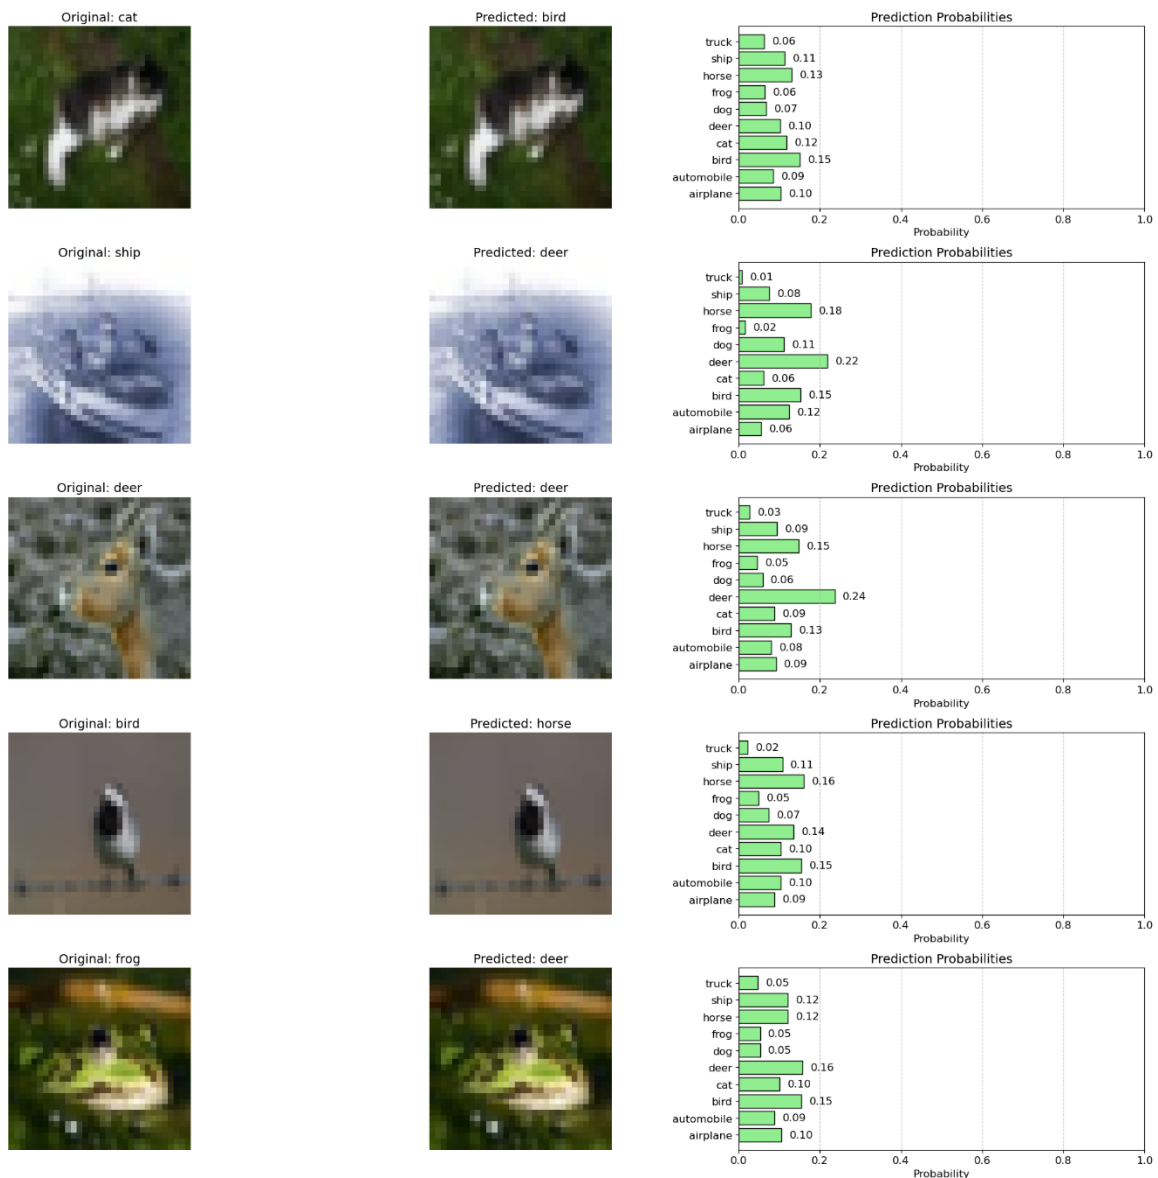 Original: cat
Predicted: bird
Prediction Probabilities
truck 0.06
ship 0.11
horse 0.13
frog 0.06
dog 0.07
deer 0.10
cat 0.12
bird 0.15
automobile 0.09
airplane 0.10
0.0 0.2 0.4 0.6 0.8 1.0
Probability
Original: ship
Predicted: deer
Prediction Probabilities
truck 0.01
ship 0.08
horse 0.18
frog 0.02
dog 0.11
deer 0.22
cat 0.06
bird 0.15
automobile 0.12
airplane 0.06
0.0 0.2 0.4 0.6 0.8 1.0
Probability
Original: deer
Predicted: deer
Prediction Probabilities
truck 0.03
ship 0.09
horse 0.15
frog 0.05
dog 0.06
deer 0.24
cat 0.09
bird 0.13
automobile 0.08
airplane 0.09
0.0 0.2 0.4 0.6 0.8 1.0
Probability
Original: bird
Predicted: horse
Prediction Probabilities
truck 0.02
ship 0.11
horse 0.16
frog 0.05
dog 0.07
deer 0.14
cat 0.10
bird 0.15
automobile 0.10
airplane 0.09
0.0 0.2 0.4 0.6 0.8 1.0
Probability
Original: frog
Predicted: deer
Prediction Probabilities
truck 0.05
ship 0.12
horse 0.12
frog 0.05
dog 0.05
deer 0.16
cat 0.10
bird 0.15
automobile 0.09
airplane 0.10
0.0 0.2 0.4 0.6 0.8 1.0
Probability